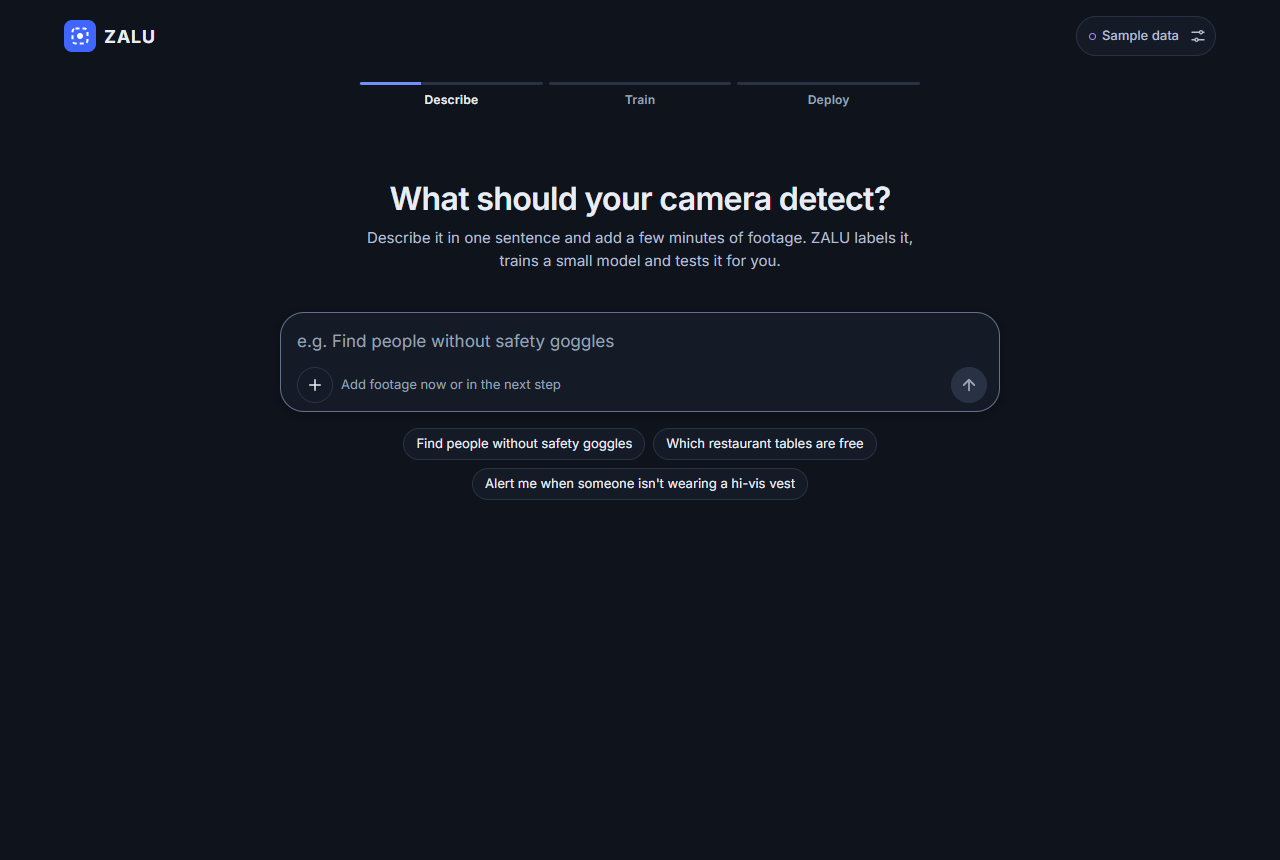 ZALU
Sample data
Describe
Train
Deploy
What should your camera detect?
Describe it in one sentence and add a few minutes of footage. ZALU labels it,
trains a small model and tests it for you.
e.g. Find people without safety goggles
Add footage now or in the next step
Find people without safety goggles
Which restaurant tables are free
Alert me when someone isn't wearing a hi-vis vest